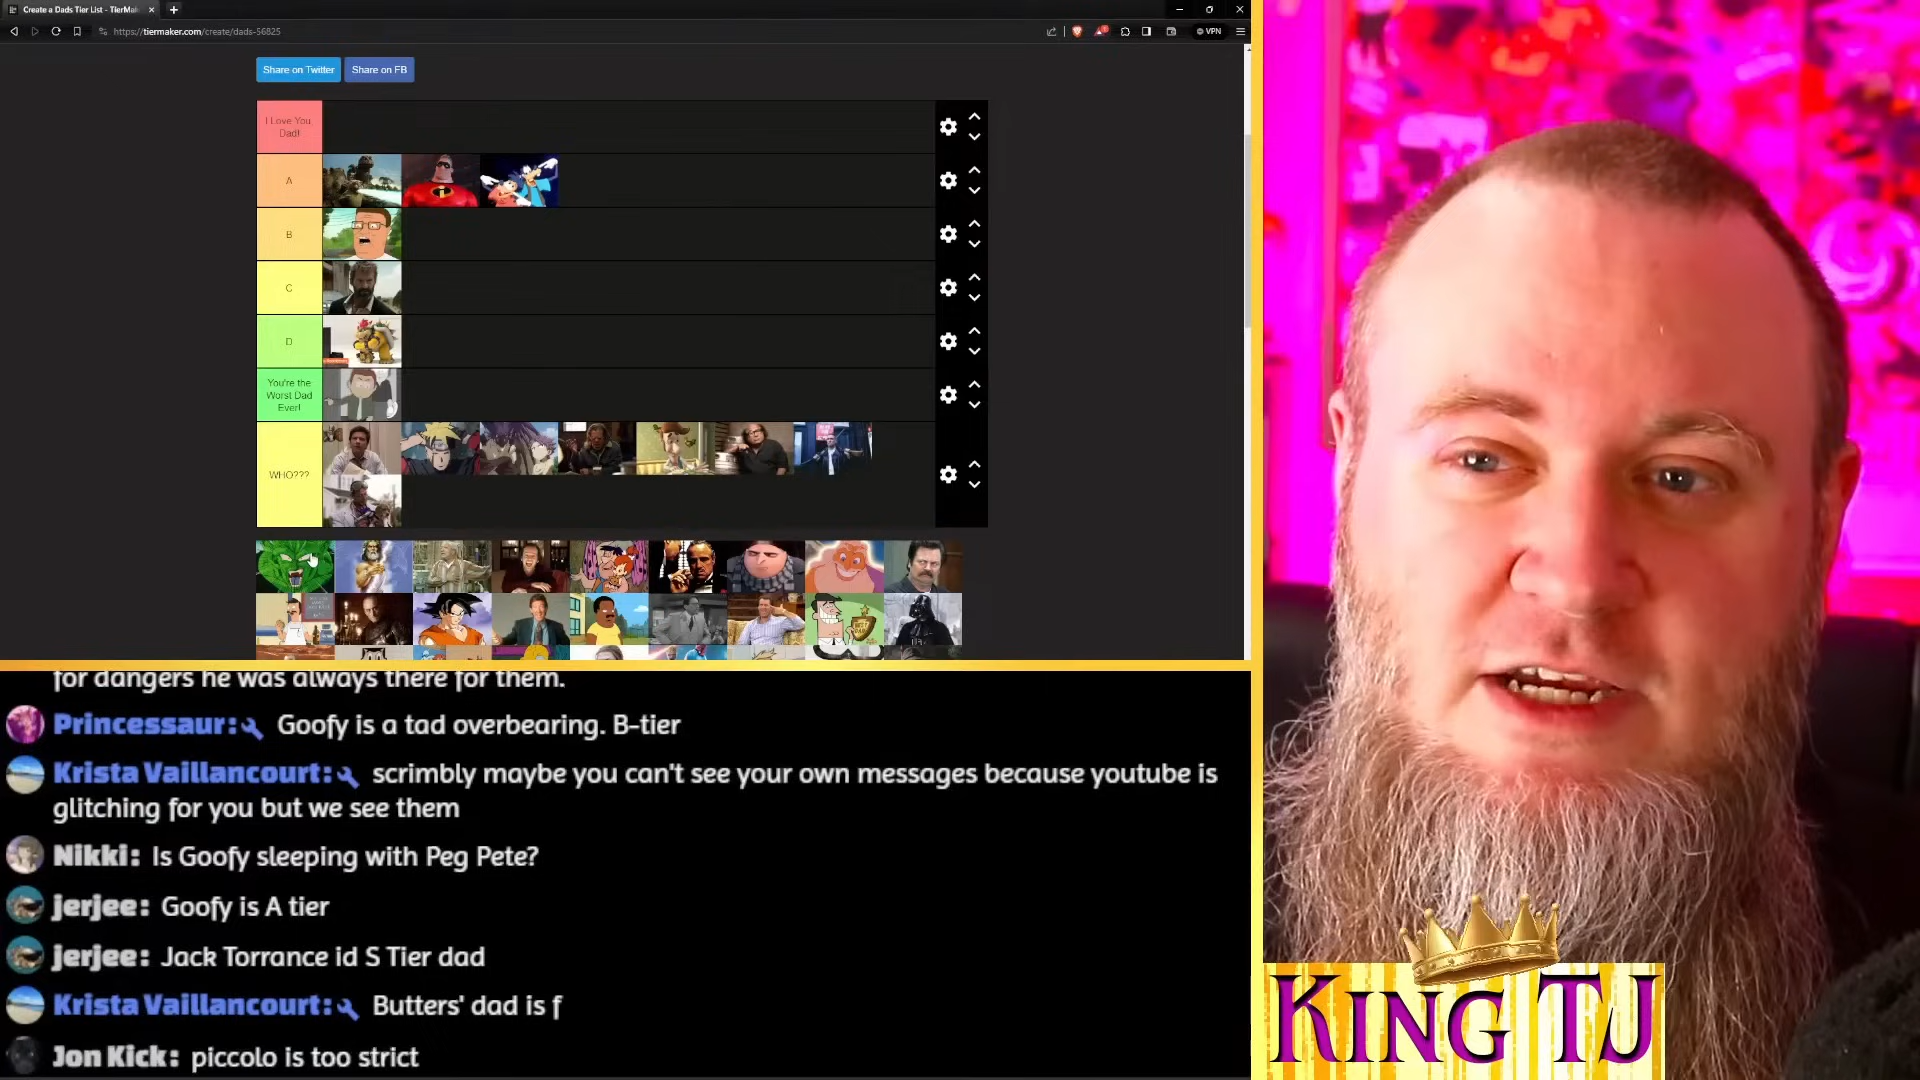 Create a Dads Tier List - TierMa
https://tiermaker.com/create/dads-56825
VPN
Share on Twitter
Share on FB
I Love You
Dad!
A
B
C
D
You're the
Worst Dad
Ever!
WHO???
for dangers he was always there for them.
Princessaur: Goofy is a tad overbearing. B-tier
Krista Vaillancourt: scrimbly maybe you can't see your own messages because youtube is
glitching for you but we see them
Nikki: Is Goofy sleeping with Peg Pete?
jerjee: Goofy is A tier
jerjee: Jack Torrance id S Tier dad
Krista Vaillancourt: Butters' dad is f
Jon Kick: piccolo is too strict
KING TJ